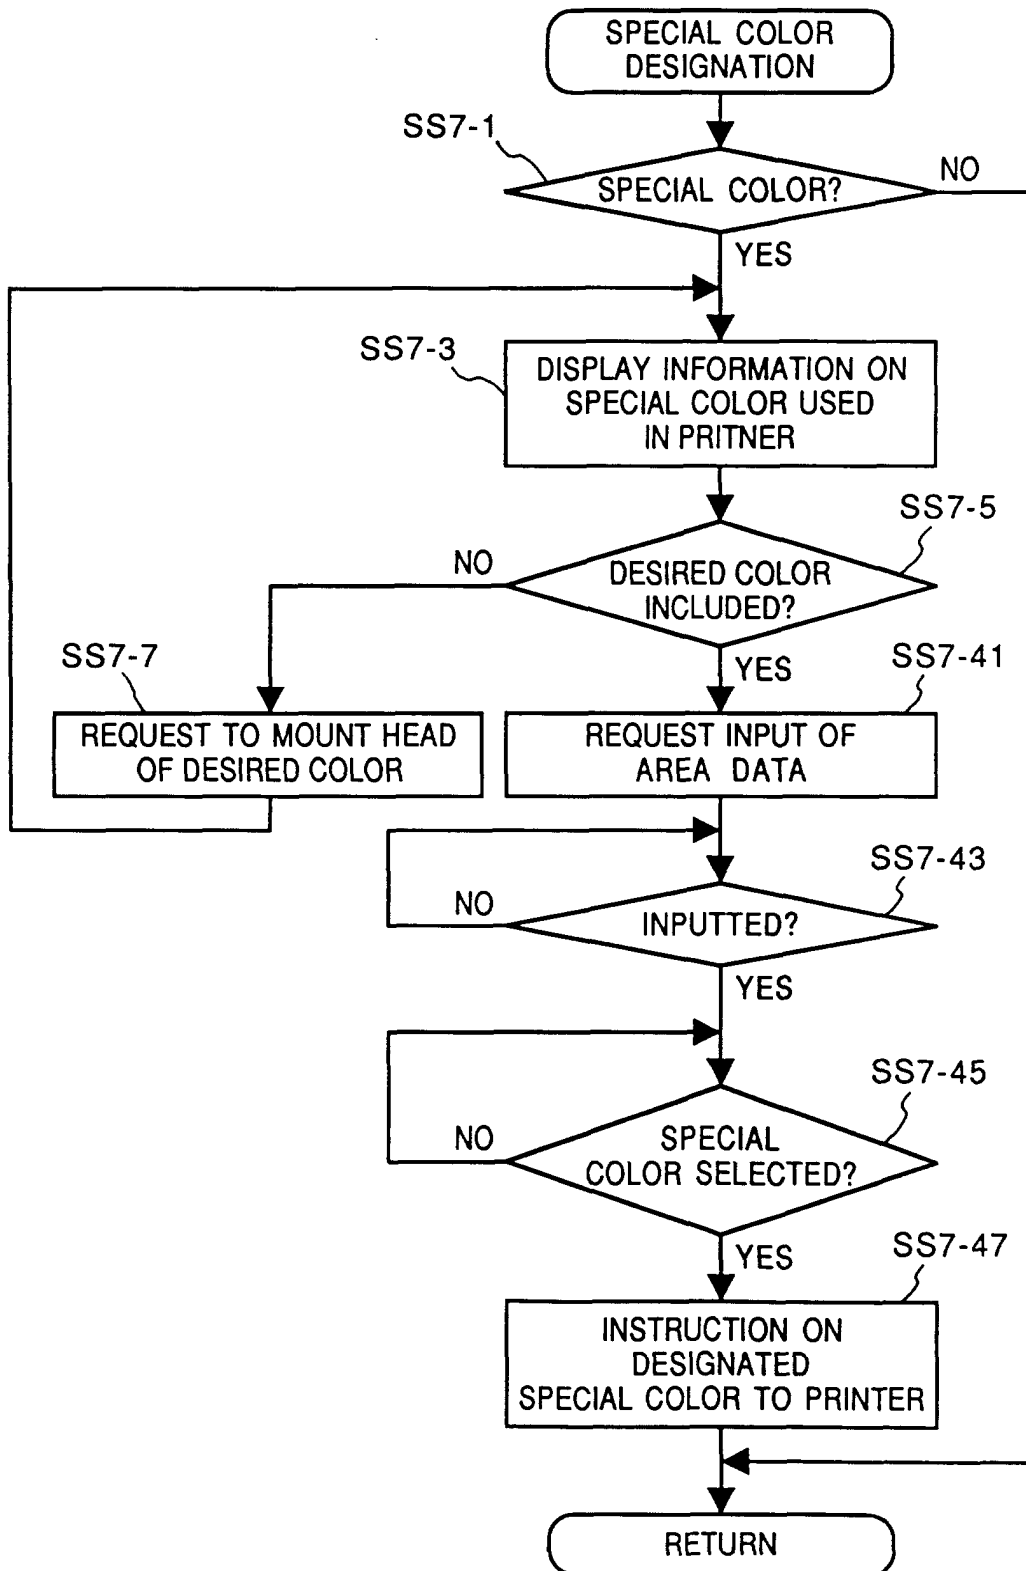 SPECIAL COLOR
DESIGNATION
SS7-1
SPECIAL COLOR?
NO
YES
SS7-3
DISPLAY INFORMATION ON
SPECIAL COLOR USED
IN PRITNER
SS7-5
NO
DESIRED COLOR
INCLUDED?
YES
SS7-7
SS7-41
REQUEST TO MOUNT HEAD
OF DESIRED COLOR
REQUEST INPUT OF
AREA DATA
SS7-43
NO
INPUTTED?
YES
SS7-45
NO
SPECIAL
COLOR SELECTED?
YES
SS7-47
INSTRUCTION ON
DESIGNATED
SPECIAL COLOR TO PRINTER
RETURN